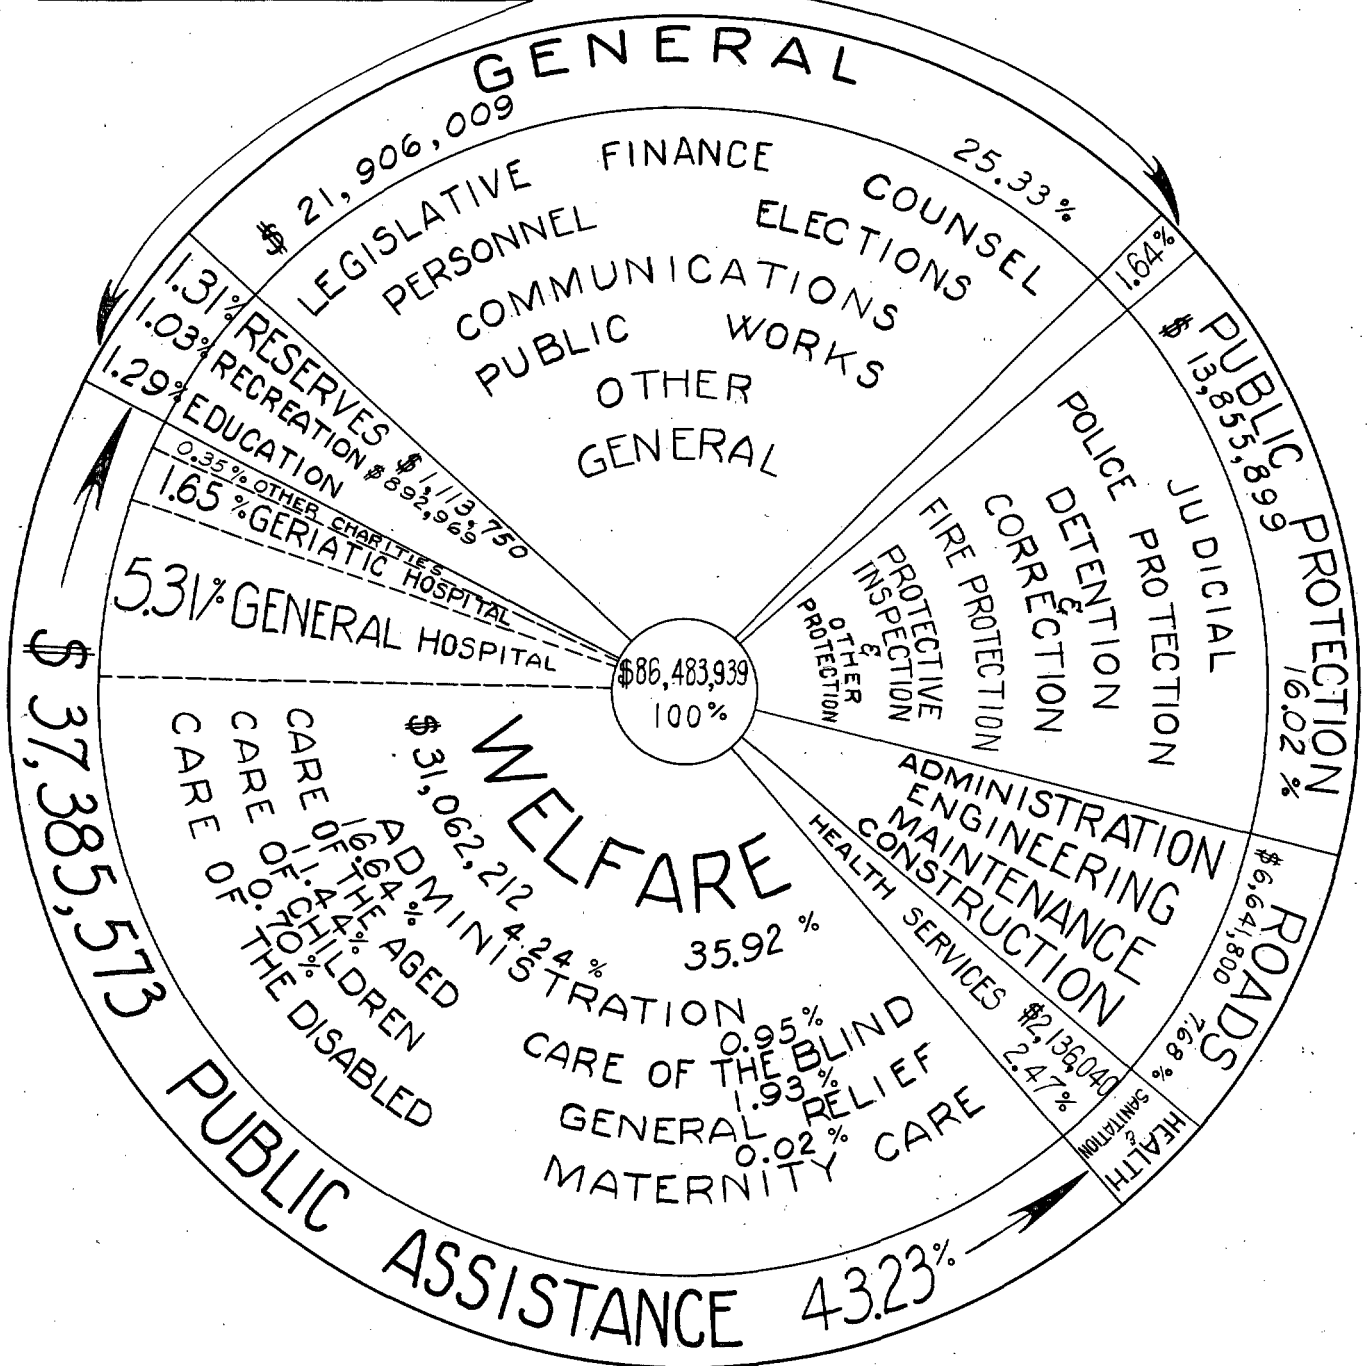 GENERAL
$ 21,906,009
25.33%
LEGISLATIVE
FINANCE
COUNSEL
PERSONNEL
ELECTIONS
COMMUNICATIONS
PUBLIC WORKS
OTHER
GENERAL
1.64%
PUBLIC PROTECTION
$ 13,855,899
16.02 %
JUDICIAL
POLICE PROTECTION
DETENTION
&
CORRECTION
FIRE PROTECTION
PROTECTIVE
&
INSPECTION
OTHER
PROTECTION
ROADS
$6,641,800
7.68 %
ADMINISTRATION
ENGINEERING
MAINTENANCE
CONSTRUCTION
HEALTH
&
SANITATION
HEALTH SERVICES
$2,136,040
2.47%
PUBLIC ASSISTANCE 43.23%
$ 37,385,573
WELFARE
$ 31,062,212
35.92 %
4.24 %
ADMINISTRATION
16.64 %
CARE OF THE AGED
11.44%
CARE OF CHILDREN
0.70%
CARE OF THE DISABLED
0.95%
CARE OF THE BLIND
1.93%
GENERAL RELIEF
0.02 %
MATERNITY CARE
5.31% GENERAL HOSPITAL
1.65 % GERIATIC HOSPITAL
0.35% OTHER CHARITIES
1.29% EDUCATION
1.03% RECREATION $892,969
1.31% RESERVES $1,113,750
$86,483,939
100%